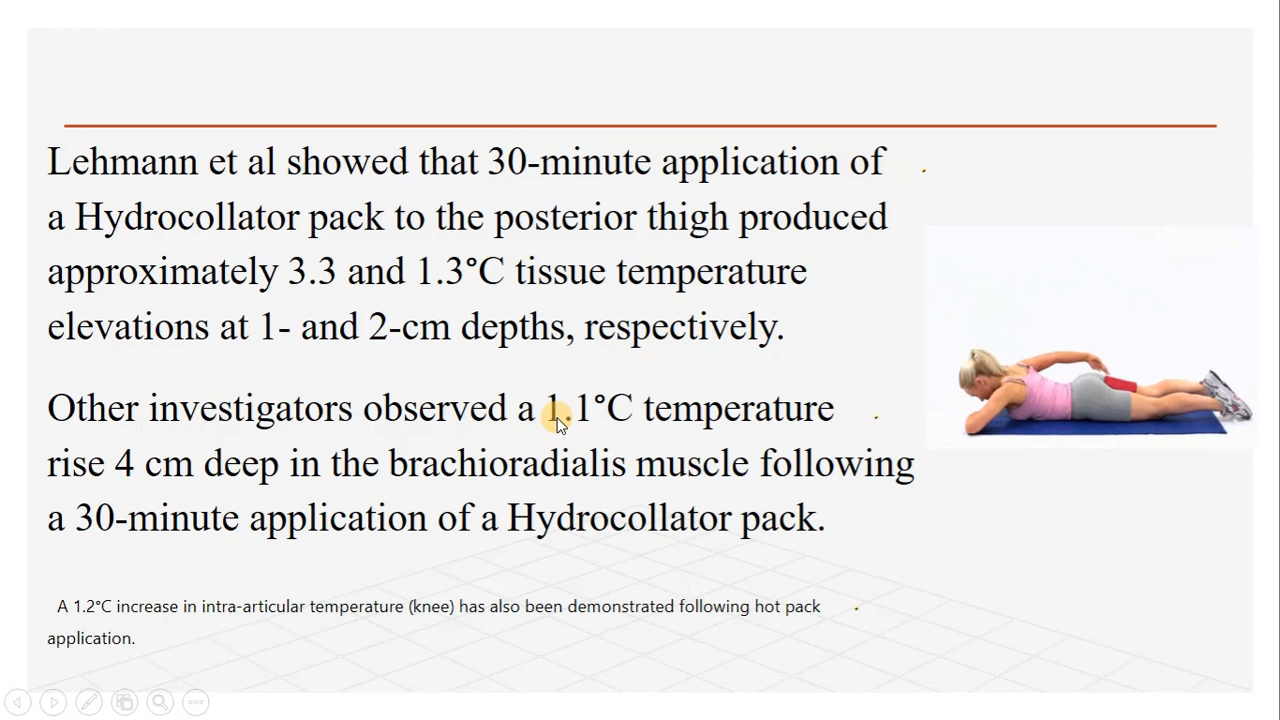 Lehmann et al showed that 30-minute application of
a Hydrocollator pack to the posterior thigh produced
approximately 3.3 and 1.3°C tissue temperature
elevations at 1- and 2-cm depths, respectively.
Other investigators observed a 1.1°C temperature
rise 4 cm deep in the brachioradialis muscle following
a 30-minute application of a Hydrocollator pack.
A 1.2°C increase in intra-articular temperature (knee) has also been demonstrated following hot pack
application.